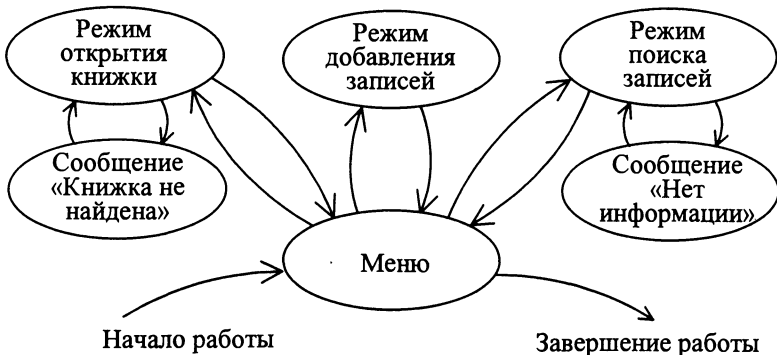 Режим
открытия
книжки
Режим
добавления
записей
Режим
поиска
записей
Сообщение
«Книжка не
найдена»
Сообщение
«Нет
информации»
Меню
Начало работы
Завершение работы